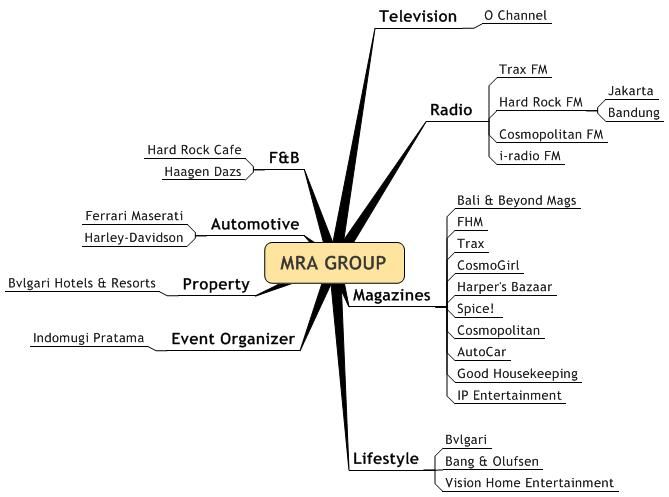 MRA GROUP
Television
O Channel
Radio
Trax FM
Hard Rock FM
Jakarta
Bandung
Cosmopolitan FM
i-radio FM
Magazines
Bali & Beyond Mags
FHM
Trax
CosmoGirl
Harper's Bazaar
Spice!
Cosmopolitan
AutoCar
Good Housekeeping
IP Entertainment
Lifestyle
Bvlgari
Bang & Olufsen
Vision Home Entertainment
F&B
Hard Rock Cafe
Haagen Dazs
Automotive
Ferrari Maserati
Harley-Davidson
Property
Bvlgari Hotels & Resorts
Event Organizer
Indomugi Pratama